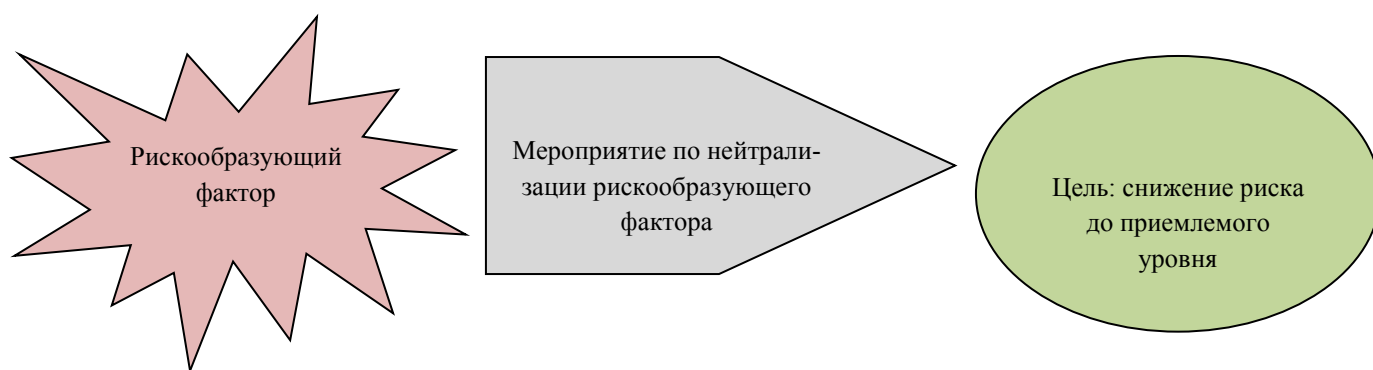 Рискообразующий
фактор
Мероприятие по нейтрали-
зации рискообразующего
фактора
Цель: снижение риска
до приемлемого
уровня